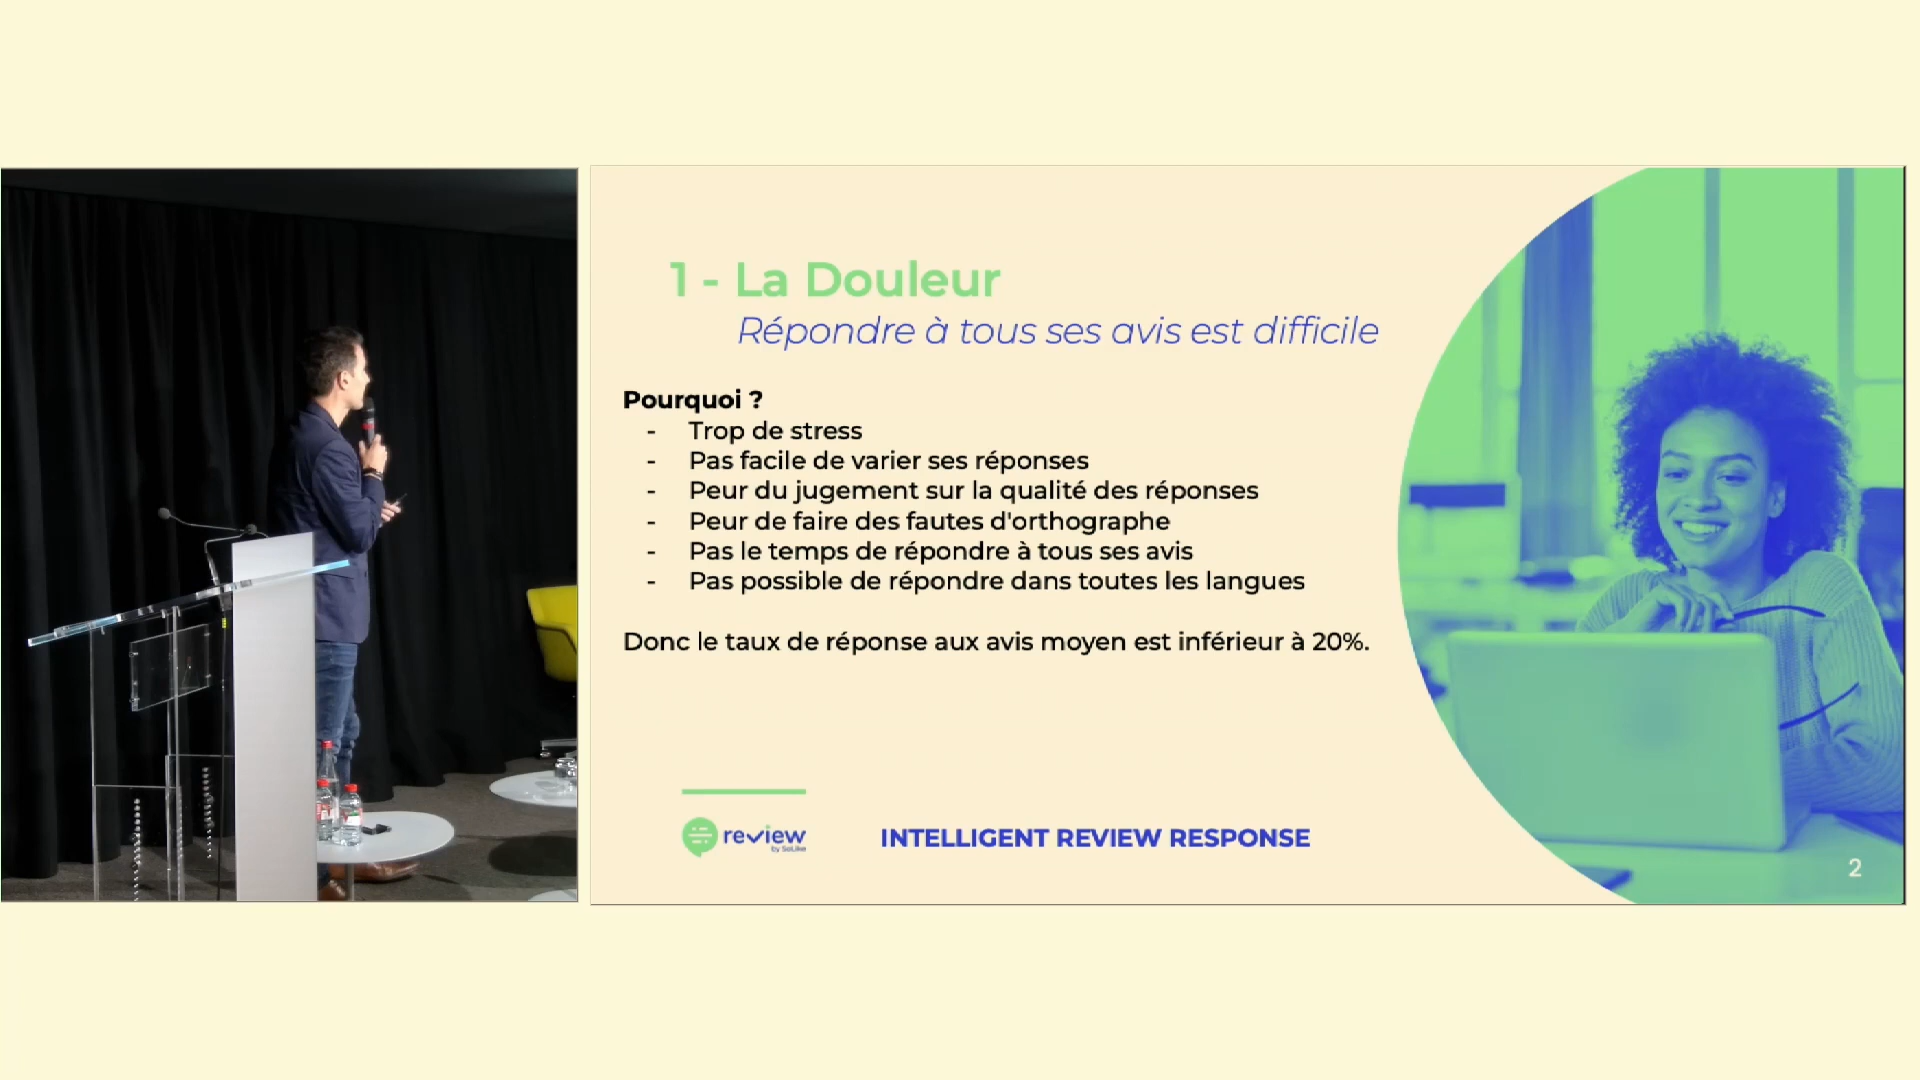 1 - La Douleur
Répondre à tous ses avis est difficile
Pourquoi ?
- Trop de stress
- Pas facile de varier ses réponses
- Peur du jugement sur la qualité des réponses
- Peur de faire des fautes d'orthographe
- Pas le temps de répondre à tous ses avis
- Pas possible de répondre dans toutes les langues
Donc le taux de réponse aux avis moyen est inférieur à 20%.
review
by SoLike
INTELLIGENT REVIEW RESPONSE
2